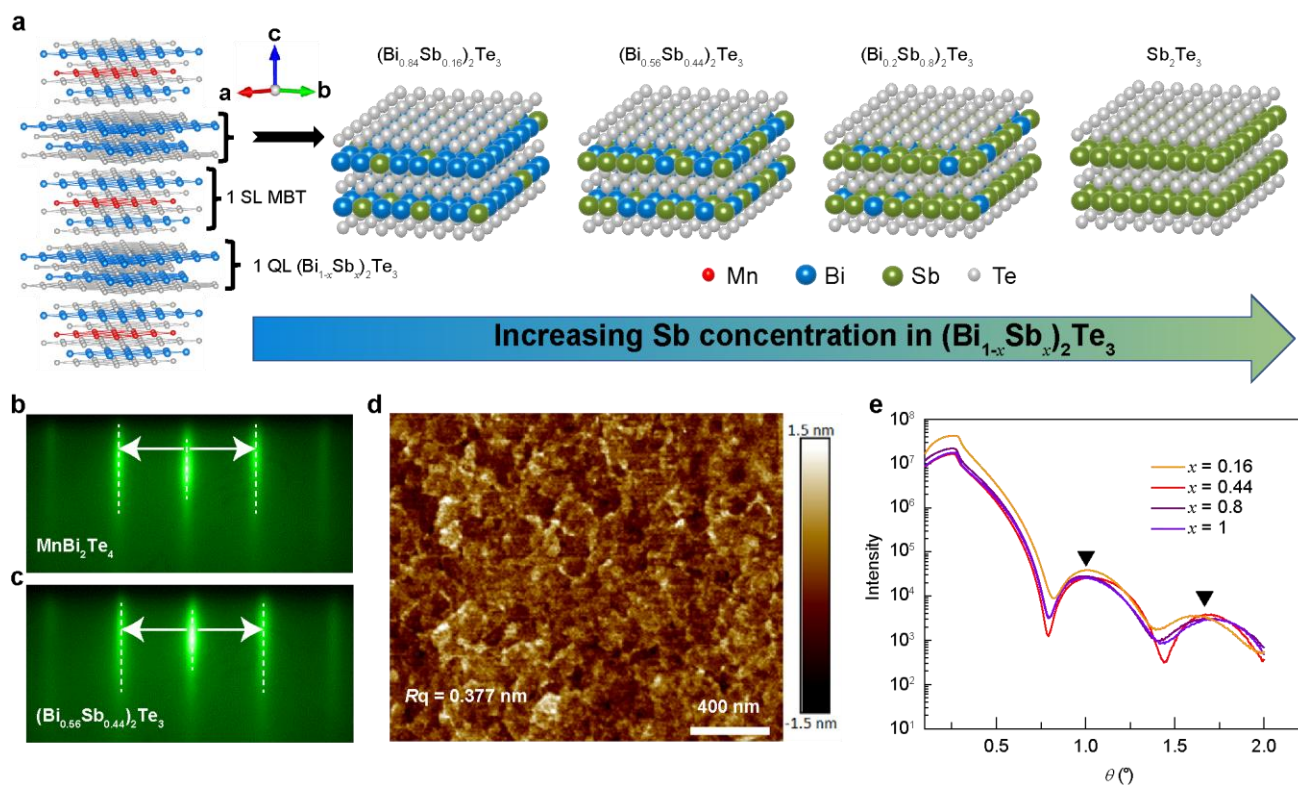 a
c
a b
(Bi0.84Sb0.16)2Te3
(Bi0.56Sb0.44)2Te3
(Bi0.2Sb0.8)2Te3
Sb2Te3
1 SL MBT
1 QL (Bi1-xSbx)2Te3
Mn Bi Sb Te
Increasing Sb concentration in (Bi1-xSbx)2Te3
b
MnBi2Te4
c
(Bi0.56Sb0.44)2Te3
d
Rq = 0.377 nm
400 nm
1.5 nm
-1.5 nm
e
10^8
10^7
10^6
10^5
10^4
10^3
10^2
10^1
Intensity
x = 0.16
x = 0.44
x = 0.8
x = 1
0.5 1.0 1.5 2.0
θ (°)